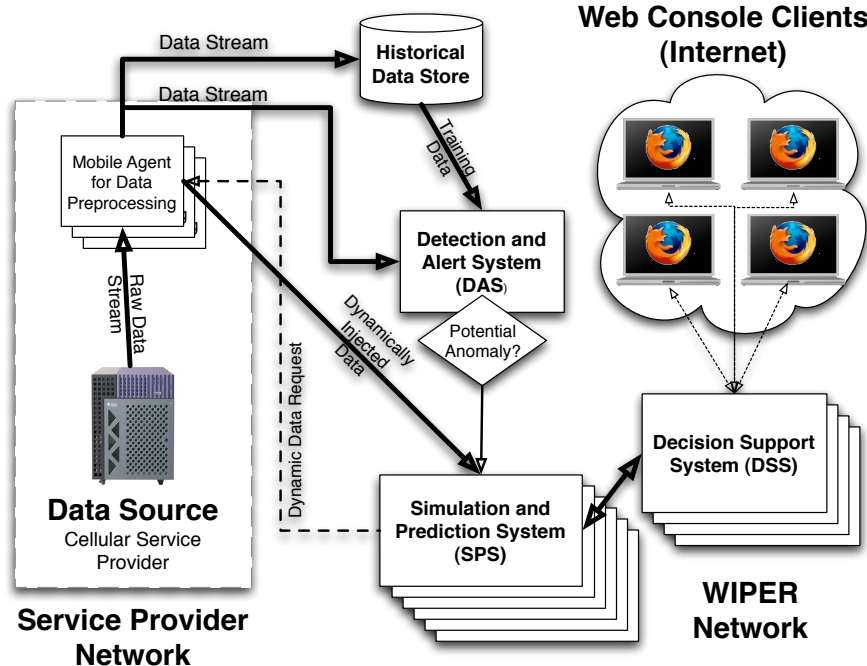 Data Stream
Historical
Data Store
Web Console Clients
(Internet)
Data Stream
Mobile Agent
for Data
Preprocessing
Training
Data
Detection and
Alert System
(DAS)
Raw Data
Stream
Dynamically
Injected
Data
Potential
Anomaly?
Dynamic Data Request
Decision Support
System (DSS)
Data Source
Cellular Service
Provider
Simulation and
Prediction System
(SPS)
Service Provider
Network
WIPER
Network